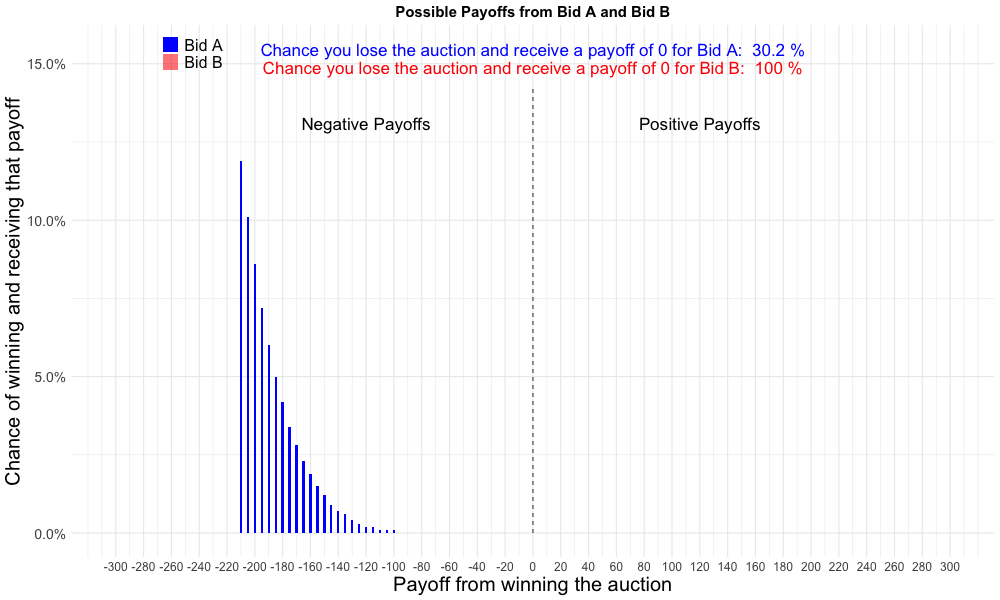 Possible Payoffs from Bid A and Bid B
Bid A
Bid B
Chance you lose the auction and receive a payoff of 0 for Bid A:  30.2 %
Chance you lose the auction and receive a payoff of 0 for Bid B:  100 %
Negative Payoffs
Positive Payoffs
Chance of winning and receiving that payoff
15.0%
10.0%
5.0%
0.0%
-300 -280 -260 -240 -220 -200 -180 -160 -140 -120 -100 -80 -60 -40 -20 0 20 40 60 80 100 120 140 160 180 200 220 240 260 280 300
Payoff from winning the auction